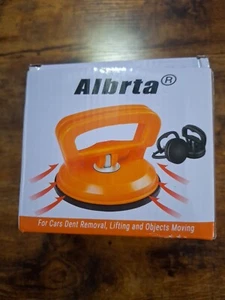 Albrta®
For Cars Dent Removal, Lifting and Objects Moving